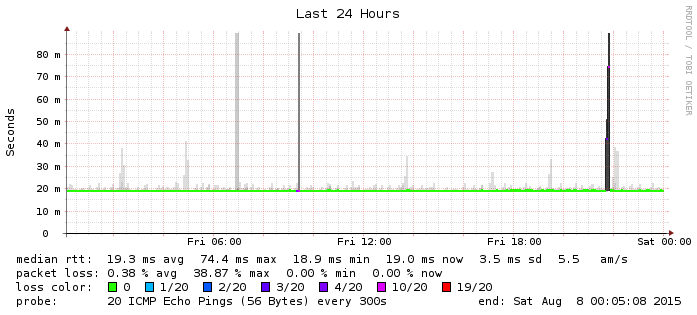 Last 24 Hours
RRDTOOL / TOBI OETIKER
Seconds
80 m
70 m
60 m
50 m
40 m
30 m
20 m
10 m
0
Fri 06:00 Fri 12:00 Fri 18:00 Sat 00:00
median rtt: 19.3 ms avg 74.4 ms max 18.9 ms min 19.0 ms now 3.5 ms sd 5.5 am/s
packet loss: 0.38 % avg 38.87 % max 0.00 % min 0.00 % now
loss color: 0 1/20 2/20 3/20 4/20 10/20 19/20
probe: 20 ICMP Echo Pings (56 Bytes) every 300s end: Sat Aug 8 00:05:08 2015